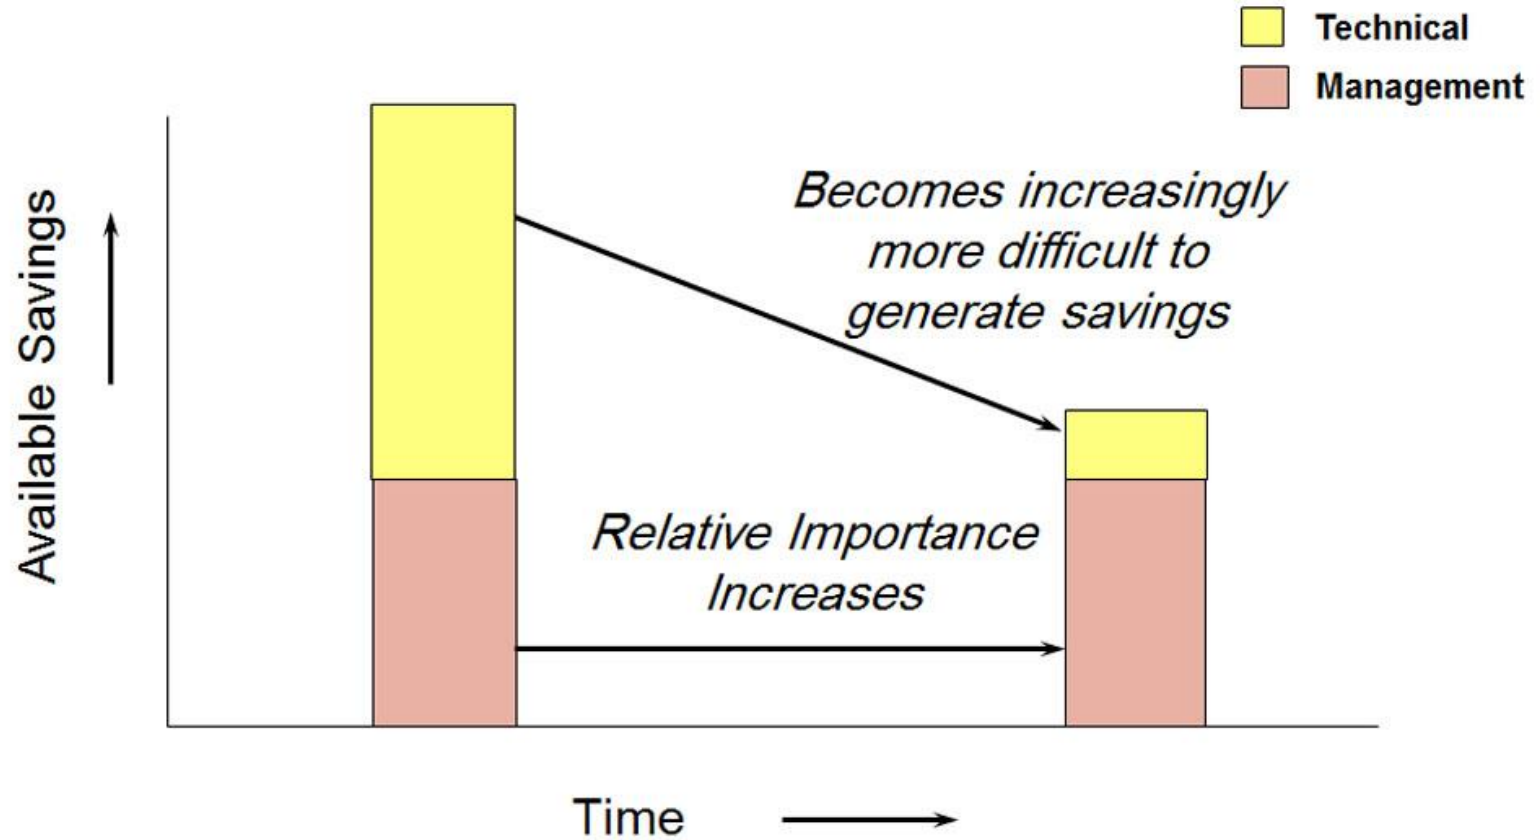 Technical
Management
Becomes increasingly
more difficult to
generate savings
Available Savings
Relative Importance
Increases
Time